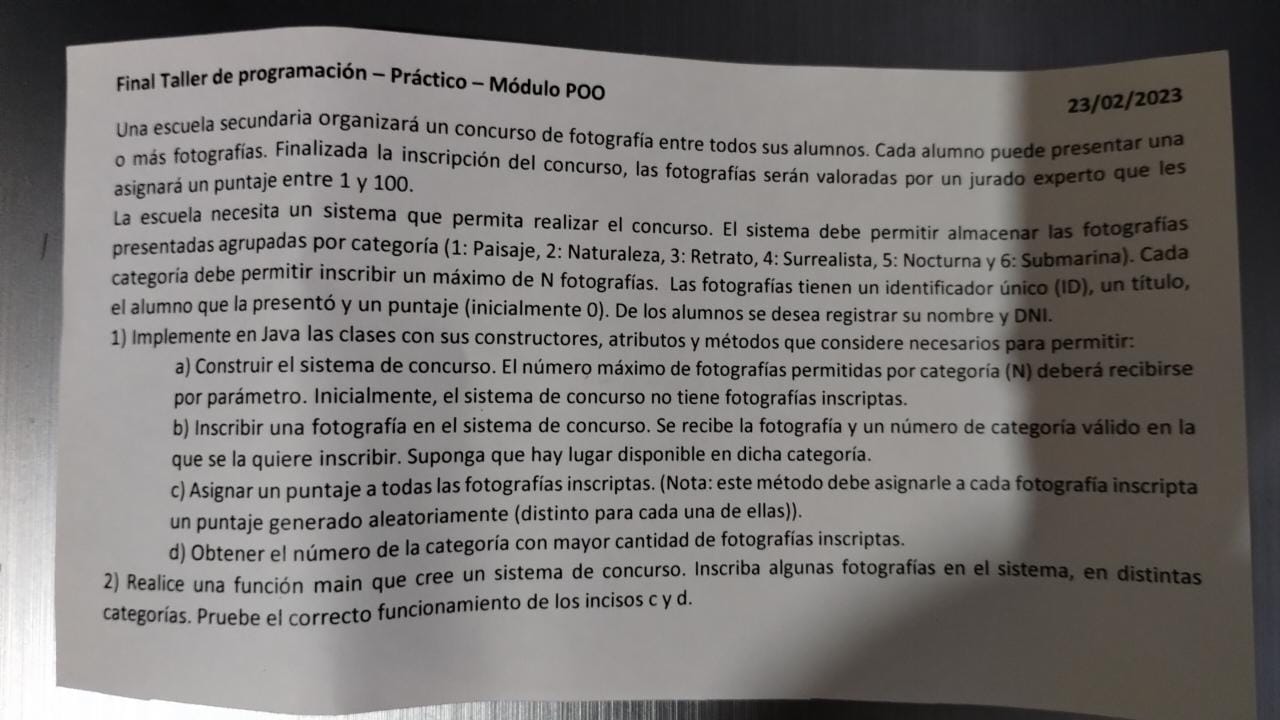 Final Taller de programación – Práctico – Módulo POO
23/02/2023
Una escuela secundaria organizará un concurso de fotografía entre todos sus alumnos. Cada alumno puede presentar una
o más fotografías. Finalizada la inscripción del concurso, las fotografías serán valoradas por un jurado experto que les
asignará un puntaje entre 1 y 100.
La escuela necesita un sistema que permita realizar el concurso. El sistema debe permitir almacenar las fotografías
presentadas agrupadas por categoría (1: Paisaje, 2: Naturaleza, 3: Retrato, 4: Surrealista, 5: Nocturna y 6: Submarina). Cada
categoría debe permitir inscribir un máximo de N fotografías. Las fotografías tienen un identificador único (ID), un título,
el alumno que la presentó y un puntaje (inicialmente 0). De los alumnos se desea registrar su nombre y DNI.
1) Implemente en Java las clases con sus constructores, atributos y métodos que considere necesarios para permitir:
a) Construir el sistema de concurso. El número máximo de fotografías permitidas por categoría (N) deberá recibirse
por parámetro. Inicialmente, el sistema de concurso no tiene fotografías inscriptas.
b) Inscribir una fotografía en el sistema de concurso. Se recibe la fotografía y un número de categoría válido en la
que se la quiere inscribir. Suponga que hay lugar disponible en dicha categoría.
c) Asignar un puntaje a todas las fotografías inscriptas. (Nota: este método debe asignarle a cada fotografía inscripta
un puntaje generado aleatoriamente (distinto para cada una de ellas)).
d) Obtener el número de la categoría con mayor cantidad de fotografías inscriptas.
2) Realice una función main que cree un sistema de concurso. Inscriba algunas fotografías en el sistema, en distintas
categorías. Pruebe el correcto funcionamiento de los incisos c y d.